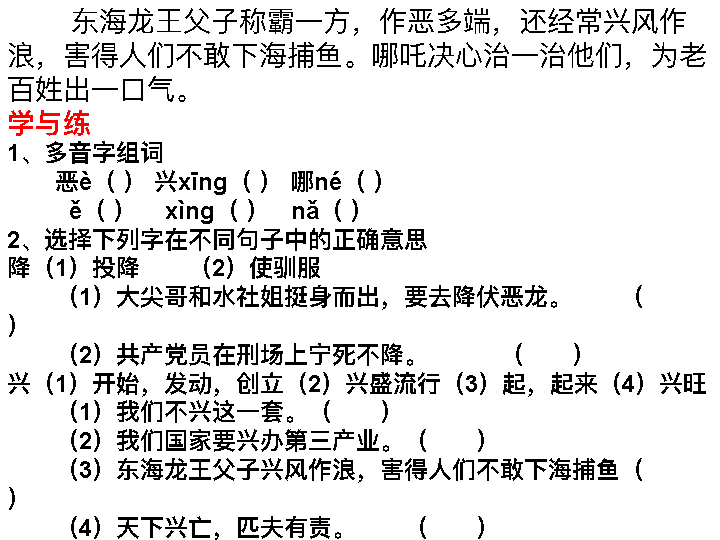 东海龙王父子称霸一方，作恶多端，还经常兴风作
浪，害得人们不敢下海捕鱼。哪吒决心治一治他们，为老
百姓出一口气。
学与练
1、多音字组词
恶è（ ） 兴xīng（ ） 哪né（ ）
ě（ ） xìng（ ） nǎ（ ）
2、选择下列字在不同句子中的正确意思
降（1）投降 （2）使驯服
（1）大尖哥和水社姐挺身而出，要去降伏恶龙。 （
）
（2）共产党员在刑场上宁死不降。 （ ）
兴（1）开始，发动，创立（2）兴盛流行（3）起，起来（4）兴旺
（1）我们不兴这一套。（ ）
（2）我们国家要兴办第三产业。（ ）
（3）东海龙王父子兴风作浪，害得人们不敢下海捕鱼（
）
（4）天下兴亡，匹夫有责。 （ ）